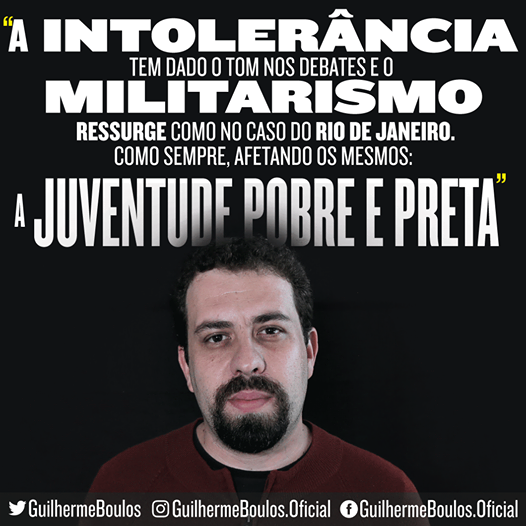 “A INTOLERÂNCIA
TEM DADO O TOM NOS DEBATES E O
MILITARISMO
RESSURGE COMO NO CASO DO RIO DE JANEIRO.
COMO SEMPRE, AFETANDO OS MESMOS:
A JUVENTUDE POBRE E PRETA”
GuilhermeBoulos GuilhermeBoulos.Oficial GuilhermeBoulos.Oficial